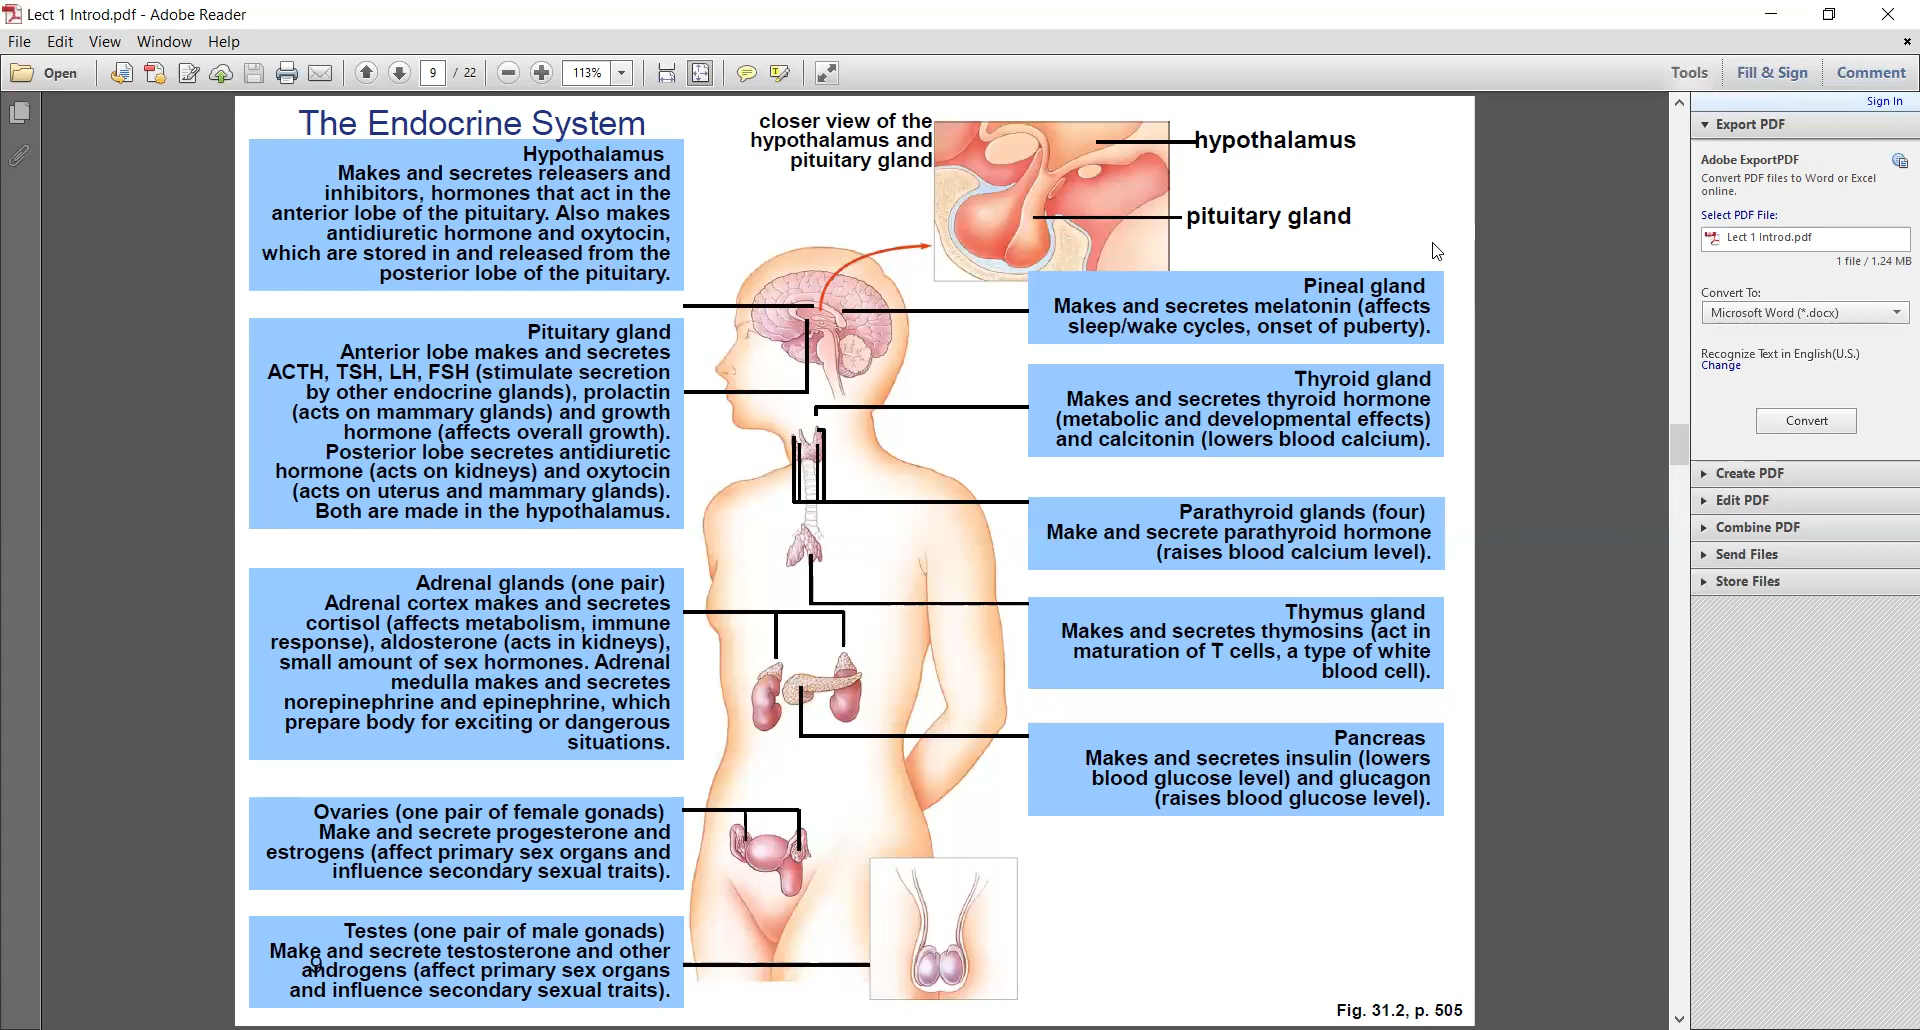 Lect 1 Introd.pdf - Adobe Reader
File Edit View Window Help
Open 9 / 22 113% Tools Fill & Sign Comment
Sign In
Export PDF
Adobe ExportPDF
Convert PDF files to Word or Excel
online.
Select PDF File:
Lect 1 Introd.pdf
1 file / 1.24 MB
Convert To:
Microsoft Word (*.docx)
Recognize Text in English(U.S.)
Change
Convert
Create PDF
Edit PDF
Combine PDF
Send Files
Store Files
The Endocrine System
closer view of the
hypothalamus and
pituitary gland
hypothalamus
pituitary gland
Hypothalamus
Makes and secretes releasers and
inhibitors, hormones that act in the
anterior lobe of the pituitary. Also makes
antidiuretic hormone and oxytocin,
which are stored in and released from the
posterior lobe of the pituitary.
Pituitary gland
Anterior lobe makes and secretes
ACTH, TSH, LH, FSH (stimulate secretion
by other endocrine glands), prolactin
(acts on mammary glands) and growth
hormone (affects overall growth).
Posterior lobe secretes antidiuretic
hormone (acts on kidneys) and oxytocin
(acts on uterus and mammary glands).
Both are made in the hypothalamus.
Adrenal glands (one pair)
Adrenal cortex makes and secretes
cortisol (affects metabolism, immune
response), aldosterone (acts in kidneys),
small amount of sex hormones. Adrenal
medulla makes and secretes
norepinephrine and epinephrine, which
prepare body for exciting or dangerous
situations.
Ovaries (one pair of female gonads)
Make and secrete progesterone and
estrogens (affect primary sex organs and
influence secondary sexual traits).
Testes (one pair of male gonads)
Make and secrete testosterone and other
androgens (affect primary sex organs
and influence secondary sexual traits).
9
Pineal gland
Makes and secretes melatonin (affects
sleep/wake cycles, onset of puberty).
Thyroid gland
Makes and secretes thyroid hormone
(metabolic and developmental effects)
and calcitonin (lowers blood calcium).
Parathyroid glands (four)
Make and secrete parathyroid hormone
(raises blood calcium level).
Thymus gland
Makes and secretes thymosins (act in
maturation of T cells, a type of white
blood cell).
Pancreas
Makes and secretes insulin (lowers
blood glucose level) and glucagon
(raises blood glucose level).
Fig. 31.2, p. 505